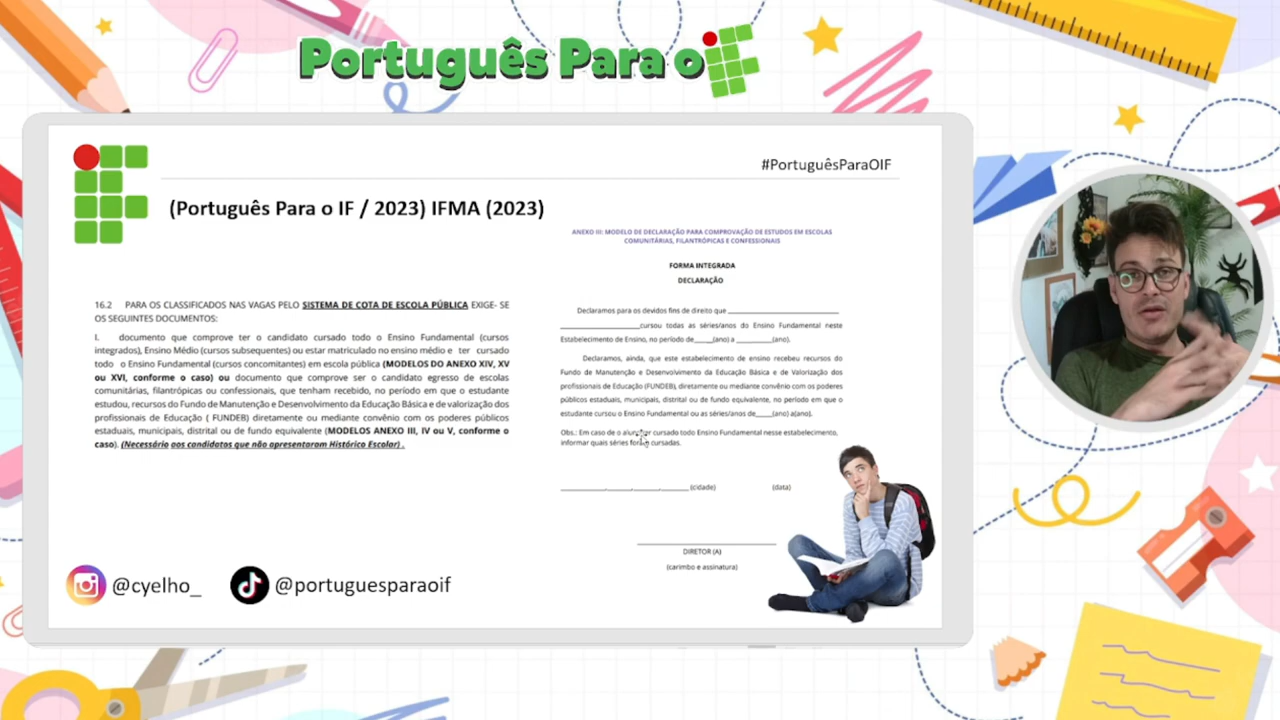 Português Para o
#PortuguêsParaOIF
(Português Para o IF / 2023) IFMA (2023)
16.2 PARA OS CLASSIFICADOS NAS VAGAS PELO SISTEMA DE COTA DE ESCOLA PÚBLICA EXIGE- SE
OS SEGUINTES DOCUMENTOS:
I. documento que comprove ter o candidato cursado todo o Ensino Fundamental (cursos
integrados), Ensino Médio (cursos subsequentes) ou estar matriculado no ensino médio e ter cursado
todo o Ensino Fundamental (cursos concomitantes) em escola pública (MODELOS DO ANEXO XIV, XV
ou XVI, conforme o caso) ou documento que comprove ser o candidato egresso de escolas
comunitárias, filantrópicas ou confessionais, que tenham recebido, no período em que o estudante
estudou, recursos do Fundo de Manutenção e Desenvolvimento da Educação Básica e de valorização dos
profissionais de Educação ( FUNDEB) diretamente ou mediante convênio com os poderes públicos
estaduais, municipais, distrital ou de fundo equivalente (MODELOS ANEXO III, IV ou V, conforme o
caso). (Necessário aos candidatos que não apresentaram Histórico Escolar) .
ANEXO III: MODELO DE DECLARAÇÃO PARA COMPROVAÇÃO DE ESTUDOS EM ESCOLAS
COMUNITÁRIAS, FILANTRÓPICAS E CONFESSIONAIS
FORMA INTEGRADA
DECLARAÇÃO
Declaramos para os devidos fins de direito que
cursou todas as séries/anos do Ensino Fundamental neste
Estabelecimento de Ensino, no período de_____(ano) a _________(ano).
Declaramos, ainda, que este estabelecimento de ensino recebeu recursos do
Fundo de Manutenção e Desenvolvimento da Educação Básica e de Valorização dos
profissionais de Educação (FUNDEB), diretamente ou mediante convênio com os poderes
públicos estaduais, municipais, distrital ou de fundo equivalente, no período em que o
estudante cursou o Ensino Fundamental ou as séries/anos de____(ano) a(ano).
Obs.: Em caso de o cursado todo Ensino Fundamental nesse estabelecimento,
informar quais séries foram cursadas.
(cidade) (data)
DIRETOR (A)
(carimbo e assinatura)
@cyelho_ @portuguesparaoif